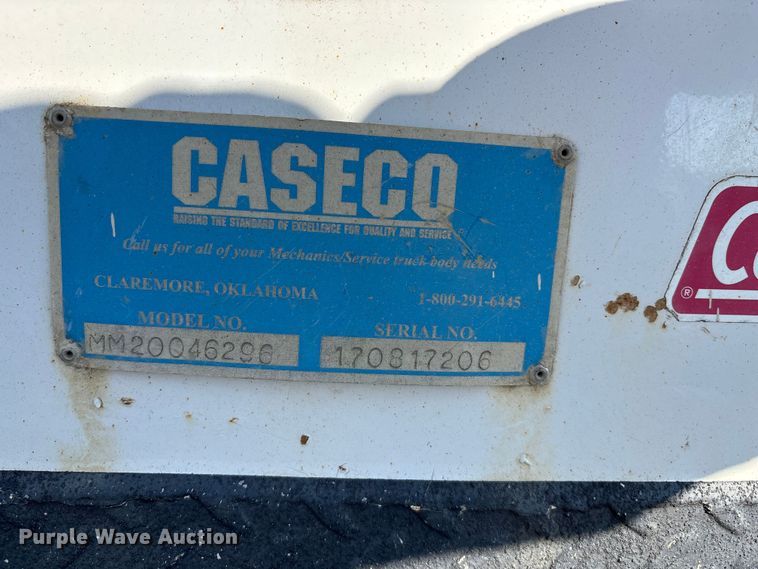 CASECO
RAISING THE STANDARD OF EXCELLENCE FOR QUALITY AND SERVICE
Call us for all of your Mechanics/Service truck body needs
CLAREMORE, OKLAHOMA 1-800-291-6445
MODEL NO. SERIAL NO.
MM20046296 170817206
®
Purple Wave Auction®